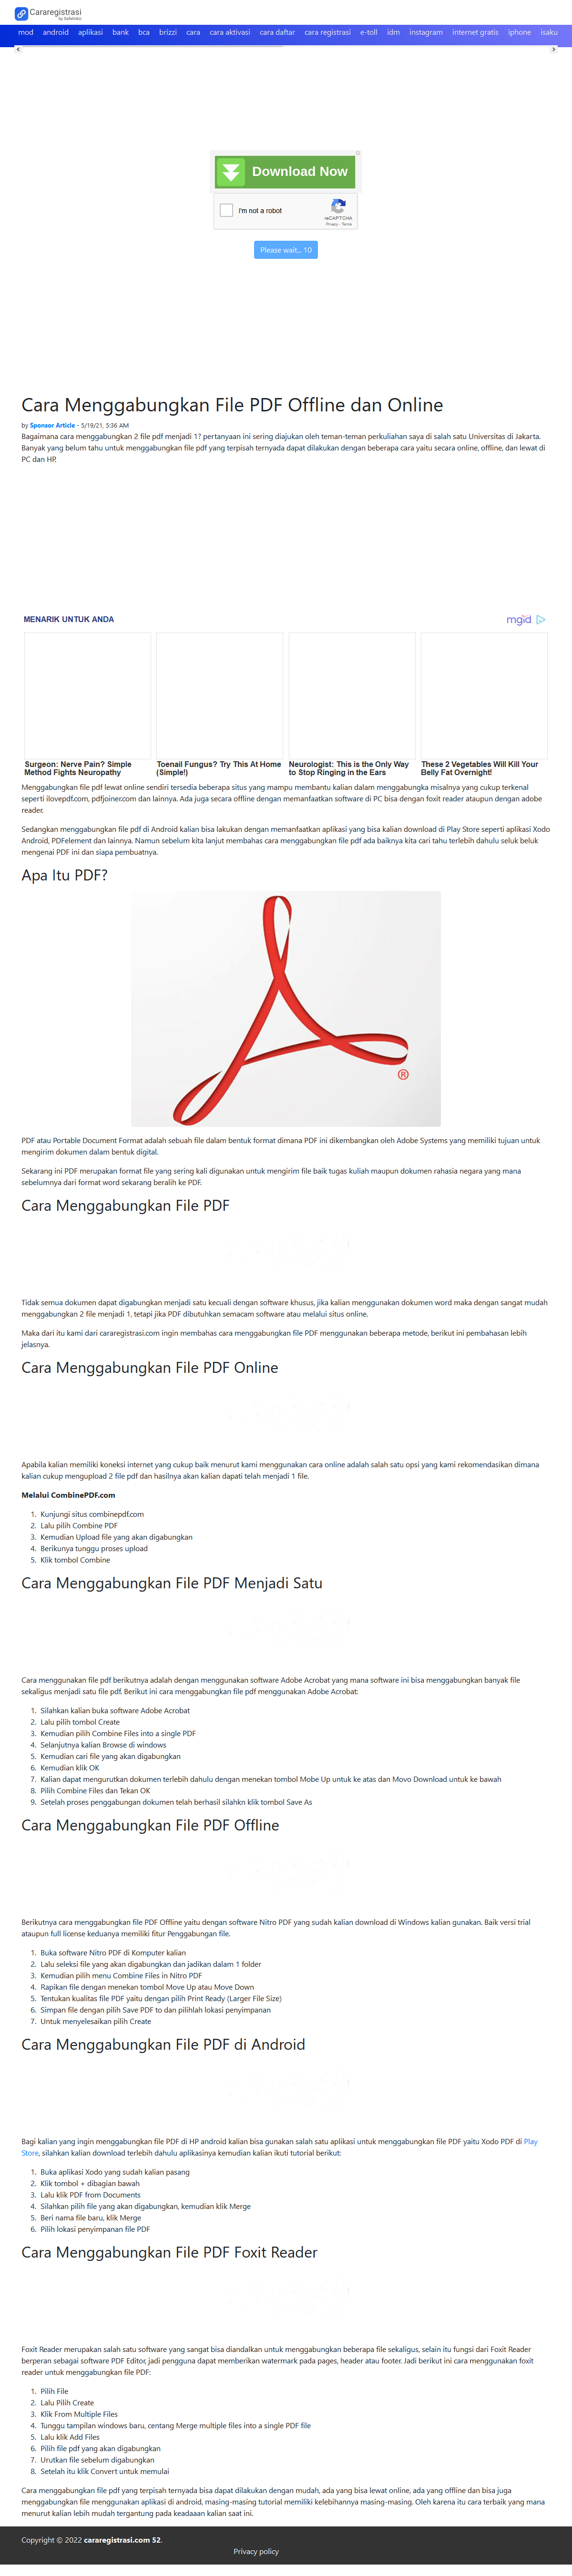 Cararegistrasi
by Safelinkz
mod android aplikasi bank bca brizzi cara cara aktivasi cara daftar cara registrasi e-toll idm instagram internet gratis iphone isaku
Download Now
I'm not a robot
reCAPTCHA
Privacy - Terms
Please wait... 10
Cara Menggabungkan File PDF Offline dan Online
by Sponsor Article - 5/19/21, 5:36 AM
Bagaimana cara menggabungkan 2 file pdf menjadi 1? pertanyaan ini sering diajukan oleh teman-teman perkuliahan saya di salah satu Universitas di Jakarta.
Banyak yang belum tahu untuk menggabungkan file pdf yang terpisah ternyada dapat dilakukan dengan beberapa cara yaitu secara online, offline, dan lewat di
PC dan HP.
MENARIK UNTUK ANDA
mgid
Surgeon: Nerve Pain? Simple
Method Fights Neuropathy
Toenail Fungus? Try This At Home
(Simple!)
Neurologist: This is the Only Way
to Stop Ringing in the Ears
These 2 Vegetables Will Kill Your
Belly Fat Overnight!
Menggabungkan file pdf lewat online sendiri tersedia beberapa situs yang mampu membantu kalian dalam menggabungka misalnya yang cukup terkenal
seperti ilovepdf.com, pdfjoiner.com dan lainnya. Ada juga secara offline dengan memanfaatkan software di PC bisa dengan foxit reader ataupun dengan adobe
reader.
Sedangkan menggabungkan file pdf di Android kalian bisa lakukan dengan memanfaatkan aplikasi yang bisa kalian download di Play Store seperti aplikasi Xodo
Android, PDFelement dan lainnya. Namun sebelum kita lanjut membahas cara menggabungkan file pdf ada baiknya kita cari tahu terlebih dahulu seluk beluk
mengenai PDF ini dan siapa pembuatnya.
Apa Itu PDF?
®
PDF atau Portable Document Format adalah sebuah file dalam bentuk format dimana PDF ini dikembangkan oleh Adobe Systems yang memiliki tujuan untuk
mengirim dokumen dalam bentuk digital.
Sekarang ini PDF merupakan format file yang sering kali digunakan untuk mengirim file baik tugas kuliah maupun dokumen rahasia negara yang mana
sebelumnya dari format word sekarang beralih ke PDF.
Cara Menggabungkan File PDF
Tidak semua dokumen dapat digabungkan menjadi satu kecuali dengan software khusus, jika kalian menggunakan dokumen word maka dengan sangat mudah
menggabungkan 2 file menjadi 1, tetapi jika PDF dibutuhkan semacam software atau melalui situs online.
Maka dari itu kami dari cararegistrasi.com ingin membahas cara menggabungkan file PDF menggunakan beberapa metode, berikut ini pembahasan lebih
jelasnya.
Cara Menggabungkan File PDF Online
Apabila kalian memiliki koneksi internet yang cukup baik menurut kami menggunakan cara online adalah salah satu opsi yang kami rekomendasikan dimana
kalian cukup mengupload 2 file pdf dan hasilnya akan kalian dapati telah menjadi 1 file.
Melalui CombinePDF.com
1. Kunjungi situs combinepdf.com
2. Lalu pilih Combine PDF
3. Kemudian Upload file yang akan digabungkan
4. Berikunya tunggu proses upload
5. Klik tombol Combine
Cara Menggabungkan File PDF Menjadi Satu
Cara menggunakan file pdf berikutnya adalah dengan menggunakan software Adobe Acrobat yang mana software ini bisa menggabungkan banyak file
sekaligus menjadi satu file pdf. Berikut ini cara menggabungkan file pdf menggunakan Adobe Acrobat:
1. Silahkan kalian buka software Adobe Acrobat
2. Lalu pilih tombol Create
3. Kemudian pilih Combine Files into a single PDF
4. Selanjutnya kalian Browse di windows
5. Kemudian cari file yang akan digabungkan
6. Kemudian klik OK
7. Kalian dapat mengurutkan dokumen terlebih dahulu dengan menekan tombol Mobe Up untuk ke atas dan Movo Download untuk ke bawah
8. Pilih Combine Files dan Tekan OK
9. Setelah proses penggabungan dokumen telah berhasil silahkn klik tombol Save As
Cara Menggabungkan File PDF Offline
Berikutnya cara menggabungkan file PDF Offline yaitu dengan software Nitro PDF yang sudah kalian download di Windows kalian gunakan. Baik versi trial
ataupun full license keduanya memiliki fitur Penggabungan file.
1. Buka software Nitro PDF di Komputer kalian
2. Lalu seleksi file yang akan digabungkan dan jadikan dalam 1 folder
3. Kemudian pilih menu Combine Files in Nitro PDF
4. Rapikan file dengan menekan tombol Move Up atau Move Down
5. Tentukan kualitas file PDF yaitu dengan pilih Print Ready (Larger File Size)
6. Simpan file dengan pilih Save PDF to dan pilihlah lokasi penyimpanan
7. Untuk menyelesaikan pilih Create
Cara Menggabungkan File PDF di Android
Bagi kalian yang ingin menggabungkan file PDF di HP android kalian bisa gunakan salah satu aplikasi untuk menggabungkan file PDF yaitu Xodo PDF di Play
Store, silahkan kalian download terlebih dahulu aplikasinya kemudian kalian ikuti tutorial berikut:
1. Buka aplikasi Xodo yang sudah kalian pasang
2. Klik tombol + dibagian bawah
3. Lalu klik PDF from Documents
4. Silahkan pilih file yang akan digabungkan, kemudian klik Merge
5. Beri nama file baru, klik Merge
6. Pilih lokasi penyimpanan file PDF
Cara Menggabungkan File PDF Foxit Reader
Foxit Reader merupakan salah satu software yang sangat bisa diandalkan untuk menggabungkan beberapa file sekaligus, selain itu fungsi dari Foxit Reader
berperan sebagai software PDF Editor, jadi pengguna dapat memberikan watermark pada pages, header atau footer. Jadi berikut ini cara menggunakan foxit
reader untuk menggabungkan file PDF:
1. Pilih File
2. Lalu Pilih Create
3. Klik From Multiple Files
4. Tunggu tampilan windows baru, centang Merge multiple files into a single PDF file
5. Lalu klik Add Files
6. Pilih file pdf yang akan digabungkan
7. Urutkan file sebelum digabungkan
8. Setelah itu klik Convert untuk memulai
Cara menggabungkan file pdf yang terpisah ternyada bisa dapat dilakukan dengan mudah, ada yang bisa lewat online, ada yang offline dan bisa juga
menggabungkan file menggunakan aplikasi di android, masing-masing tutorial memiliki kelebihannya masing-masing. Oleh karena itu cara terbaik yang mana
menurut kalian lebih mudah tergantung pada keadaaan kalian saat ini.
Copyright © 2022 cararegistrasi.com 52.
Privacy policy